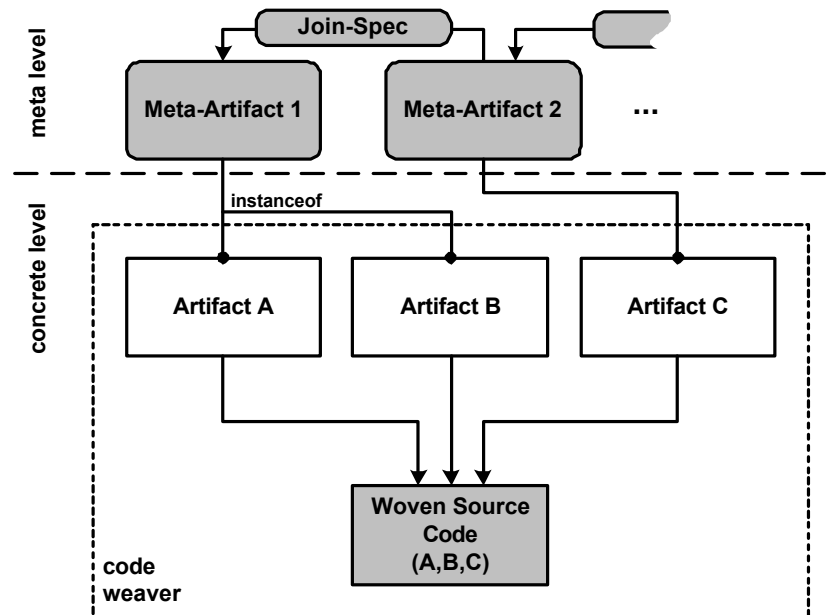 Join-Spec
meta level
Meta-Artifact 1
Meta-Artifact 2
...
instanceof
concrete level
Artifact A
Artifact B
Artifact C
Woven Source
Code
(A,B,C)
code
weaver